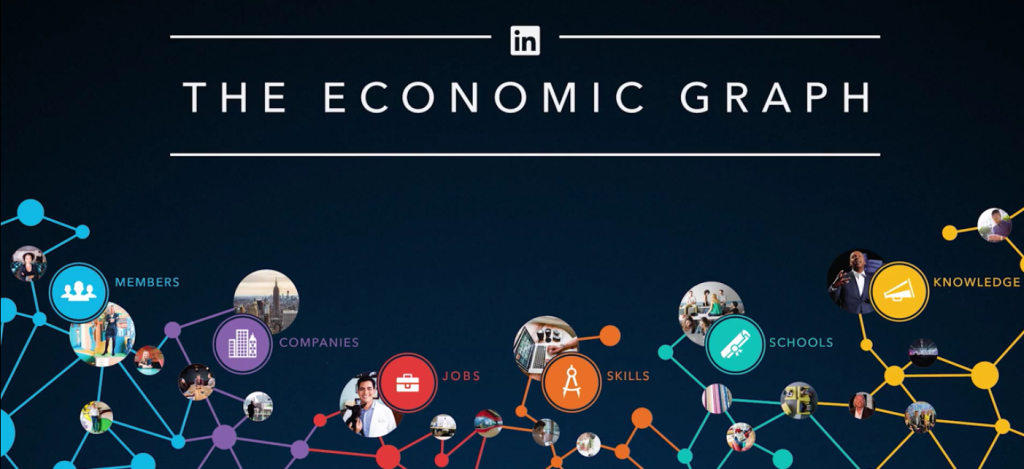 in
THE ECONOMIC GRAPH
MEMBERS
COMPANIES
JOBS
SKILLS
SCHOOLS
KNOWLEDGE